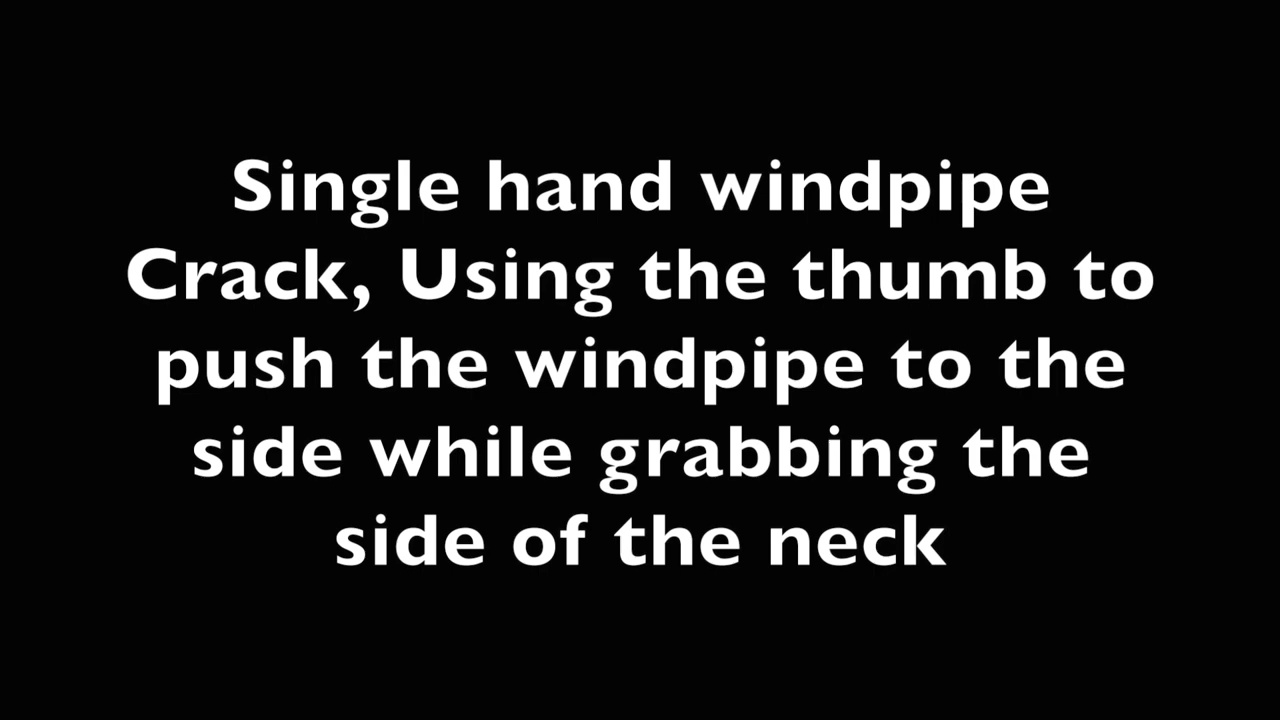 Single hand windpipe
Crack, Using the thumb to
push the windpipe to the
side while grabbing the
side of the neck